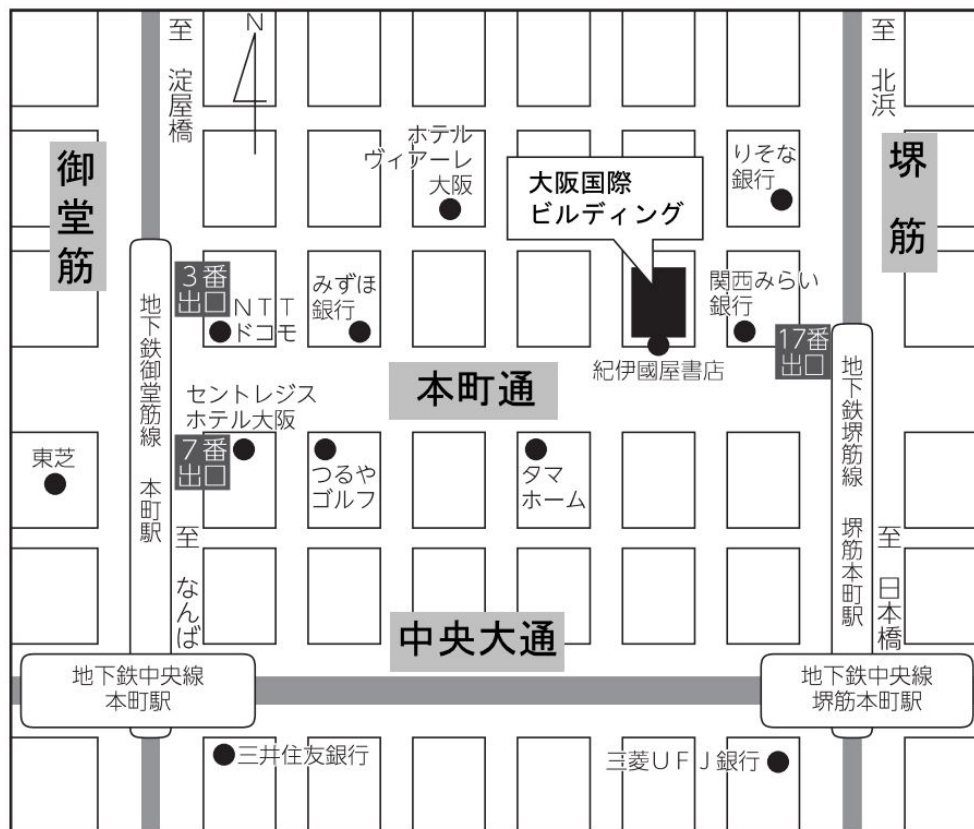 至 淀屋橋
N
至 北浜
御堂筋
ホテル
ヴィアーレ
大阪
大阪国際
ビルディング
りそな
銀行
堺筋
3番
出口
NTT
ドコモ
みずほ
銀行
関西みらい
銀行
17番
出口
紀伊國屋書店
地下鉄御堂筋線 本町駅
本町通
地下鉄堺筋線 堺筋本町駅
セントレジス
ホテル大阪
7番
出口
東芝
つるや
ゴルフ
タマ
ホーム
至 なんば
至 日本橋
中央大通
地下鉄中央線
本町駅
地下鉄中央線
堺筋本町駅
三井住友銀行
三菱UFJ銀行